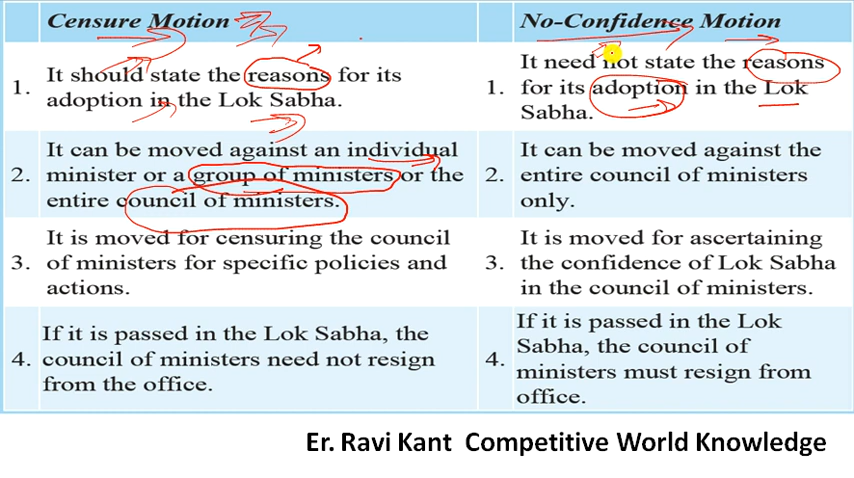 Censure Motion
1. It should state the reasons for its
adoption in the Lok Sabha.
2. It can be moved against an individual
minister or a group of ministers or the
entire council of ministers.
3. It is moved for censuring the council
of ministers for specific policies and
actions.
4. If it is passed in the Lok Sabha, the
council of ministers need not resign
from the office.
No-Confidence Motion
1. It need not state the reasons
for its adoption in the Lok
Sabha.
2. It can be moved against the
entire council of ministers
only.
3. It is moved for ascertaining
the confidence of Lok Sabha
in the council of ministers.
4. If it is passed in the Lok
Sabha, the council of
ministers must resign from
office.
Er. Ravi Kant Competitive World Knowledge